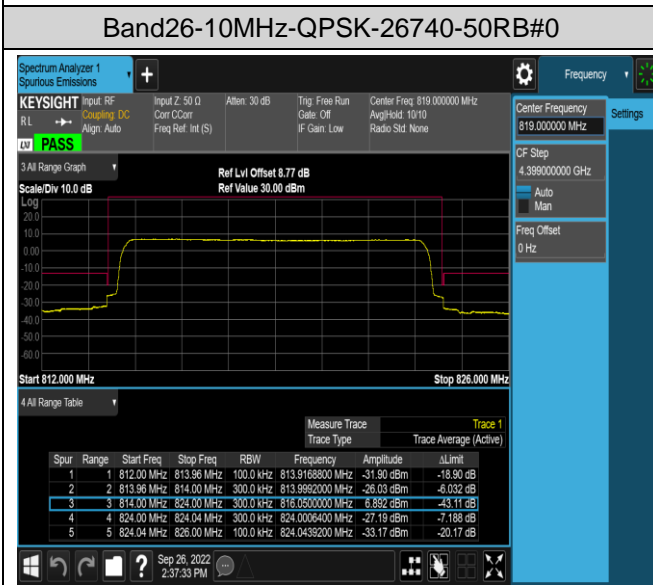 Band26-10MHz-QPSK-26740-50RB#0
Spectrum Analyzer 1
Spurious Emissions
+
Frequency
KEYSIGHT Input: RF Input Z: 50 Ω Atten: 30 dB Trig: Free Run Center Freq: 819.000000 MHz
RL Coupling: DC Corr CCorr Gate: Off Avg|Hold: 10/10
Align: Auto Freq Ref: Int (S) IF Gain: Low Radio Std: None
LXI PASS
Center Frequency
819.000000 MHz
Settings
CF Step
4.399000000 GHz
Auto
Man
Freq Offset
0 Hz
3 All Range Graph
Ref Lvl Offset 8.77 dB
Scale/Div 10.0 dB Ref Value 30.00 dBm
Log
20.0
10.0
0.00
-10.0
-20.0
-30.0
-40.0
-50.0
-60.0
Start 812.000 MHz Stop 826.000 MHz
4 All Range Table
Measure Trace Trace 1
Trace Type Trace Average (Active)
Spur Range Start Freq Stop Freq RBW Frequency Amplitude ΔLimit
1 1 812.00 MHz 813.96 MHz 100.0 kHz 813.9168800 MHz -31.90 dBm -18.90 dB
2 2 813.96 MHz 814.00 MHz 300.0 kHz 813.9992000 MHz -26.03 dBm -6.032 dB
3 3 814.00 MHz 824.00 MHz 300.0 kHz 816.0500000 MHz 6.892 dBm -43.11 dB
4 4 824.00 MHz 824.04 MHz 300.0 kHz 824.0006400 MHz -27.19 dBm -7.188 dB
5 5 824.04 MHz 826.00 MHz 100.0 kHz 824.0439200 MHz -33.17 dBm -20.17 dB
? Sep 26, 2022
2:37:33 PM